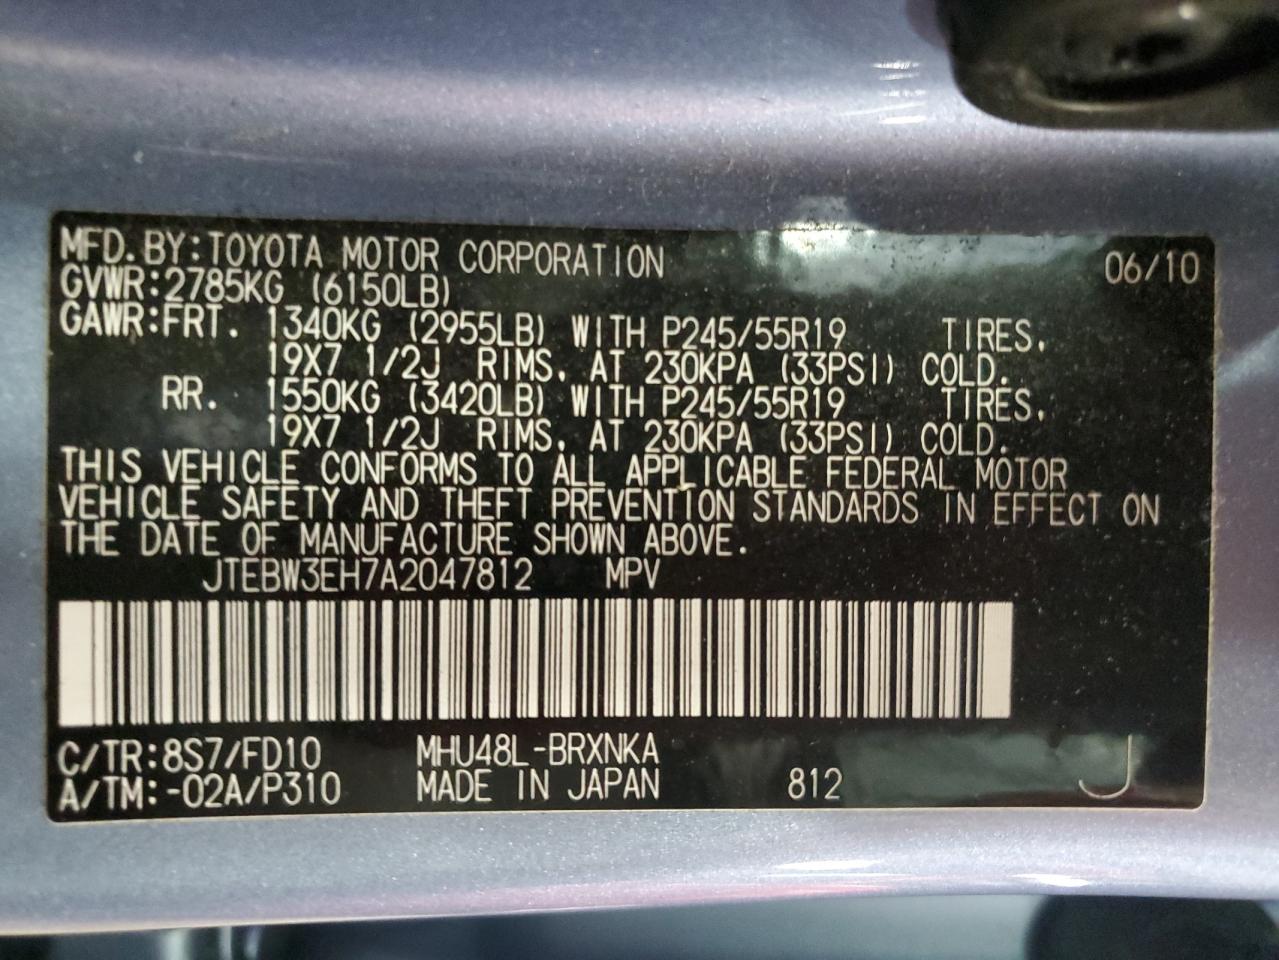 MFD.BY:TOYOTA MOTOR CORPORATION 06/10
GVWR:2785KG (6150LB)
GAWR:FRT. 1340KG (2955LB) WITH P245/55R19 TIRES,
19X7 1/2J RIMS, AT 230KPA (33PSI) COLD.
RR. 1550KG (3420LB) WITH P245/55R19 TIRES,
19X7 1/2J RIMS, AT 230KPA (33PSI) COLD.
THIS VEHICLE CONFORMS TO ALL APPLICABLE FEDERAL MOTOR
VEHICLE SAFETY AND THEFT PREVENTION STANDARDS IN EFFECT ON
THE DATE OF MANUFACTURE SHOWN ABOVE.
JTEBW3EH7A2047812 MPV
C/TR:8S7/FD10 MHU48L-BRXNKA
A/TM:-02A/P310 MADE IN JAPAN 812 J